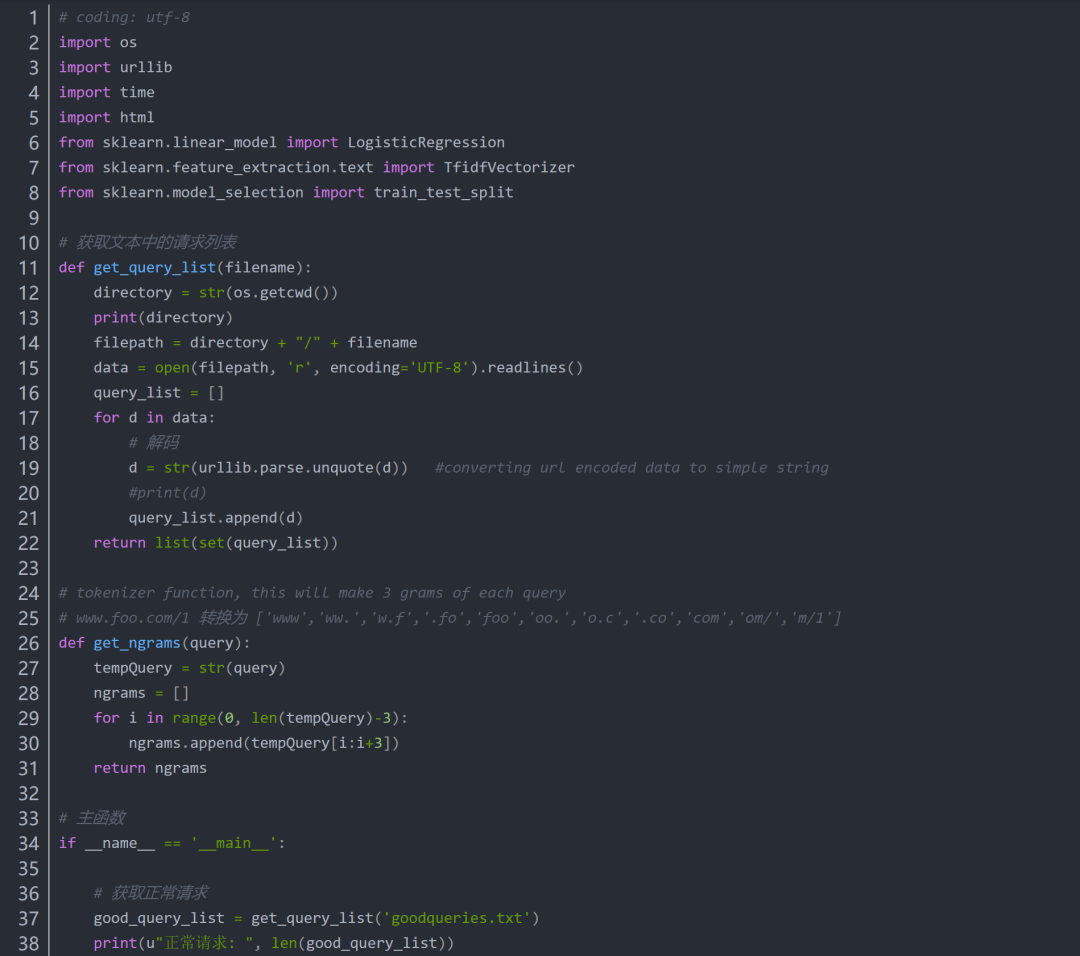 1 # coding: utf-8
2 import os
3 import urllib
4 import time
5 import html
6 from sklearn.linear_model import LogisticRegression
7 from sklearn.feature_extraction.text import TfidfVectorizer
8 from sklearn.model_selection import train_test_split
9
10 # 获取文本中的请求列表
11 def get_query_list(filename):
12     directory = str(os.getcwd())
13     print(directory)
14     filepath = directory + "/" + filename
15     data = open(filepath, 'r', encoding='UTF-8').readlines()
16     query_list = []
17     for d in data:
18         # 解码
19         d = str(urllib.parse.unquote(d))   #converting url encoded data to simple string
20         #print(d)
21         query_list.append(d)
22     return list(set(query_list))
23
24 # tokenizer function, this will make 3 grams of each query
25 # www.foo.com/1 转换为 ['www','ww.','w.f','.fo','foo','oo.','o.c','.co','com','om/','m/1']
26 def get_ngrams(query):
27     tempQuery = str(query)
28     ngrams = []
29     for i in range(0, len(tempQuery)-3):
30         ngrams.append(tempQuery[i:i+3])
31     return ngrams
32
33 # 主函数
34 if __name__ == '__main__':
35
36     # 获取正常请求
37     good_query_list = get_query_list('goodqueries.txt')
38     print(u"正常请求: ", len(good_query_list))